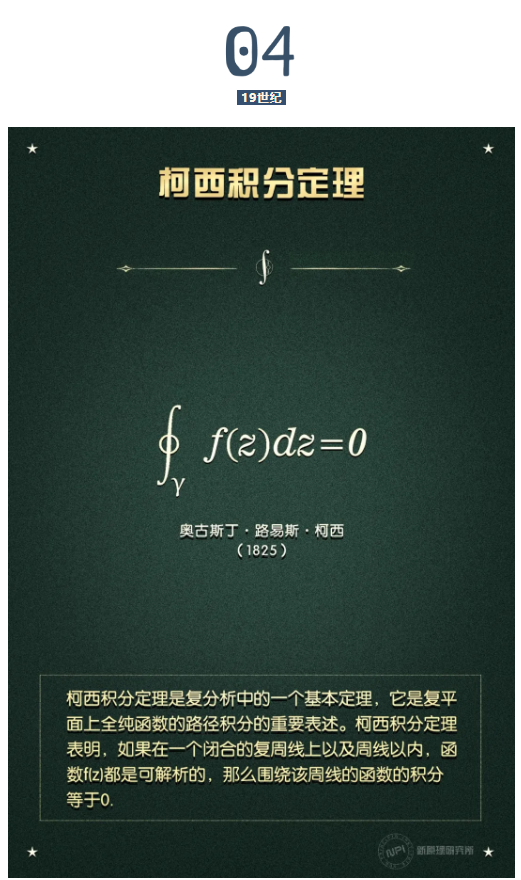 04
19世纪
柯西积分定理
∮
∮γ f(z)dz=0
奥古斯丁·路易斯·柯西
(1825)
柯西积分定理是复分析中的一个基本定理，它是复平
面上全纯函数的路径积分的重要表述。柯西积分定理
表明，如果在一个闭合的复周线上以及周线以内，函
数f(z)都是可解析的，那么围绕该周线的函数的积分
等于0.
NPI
新原理研究所